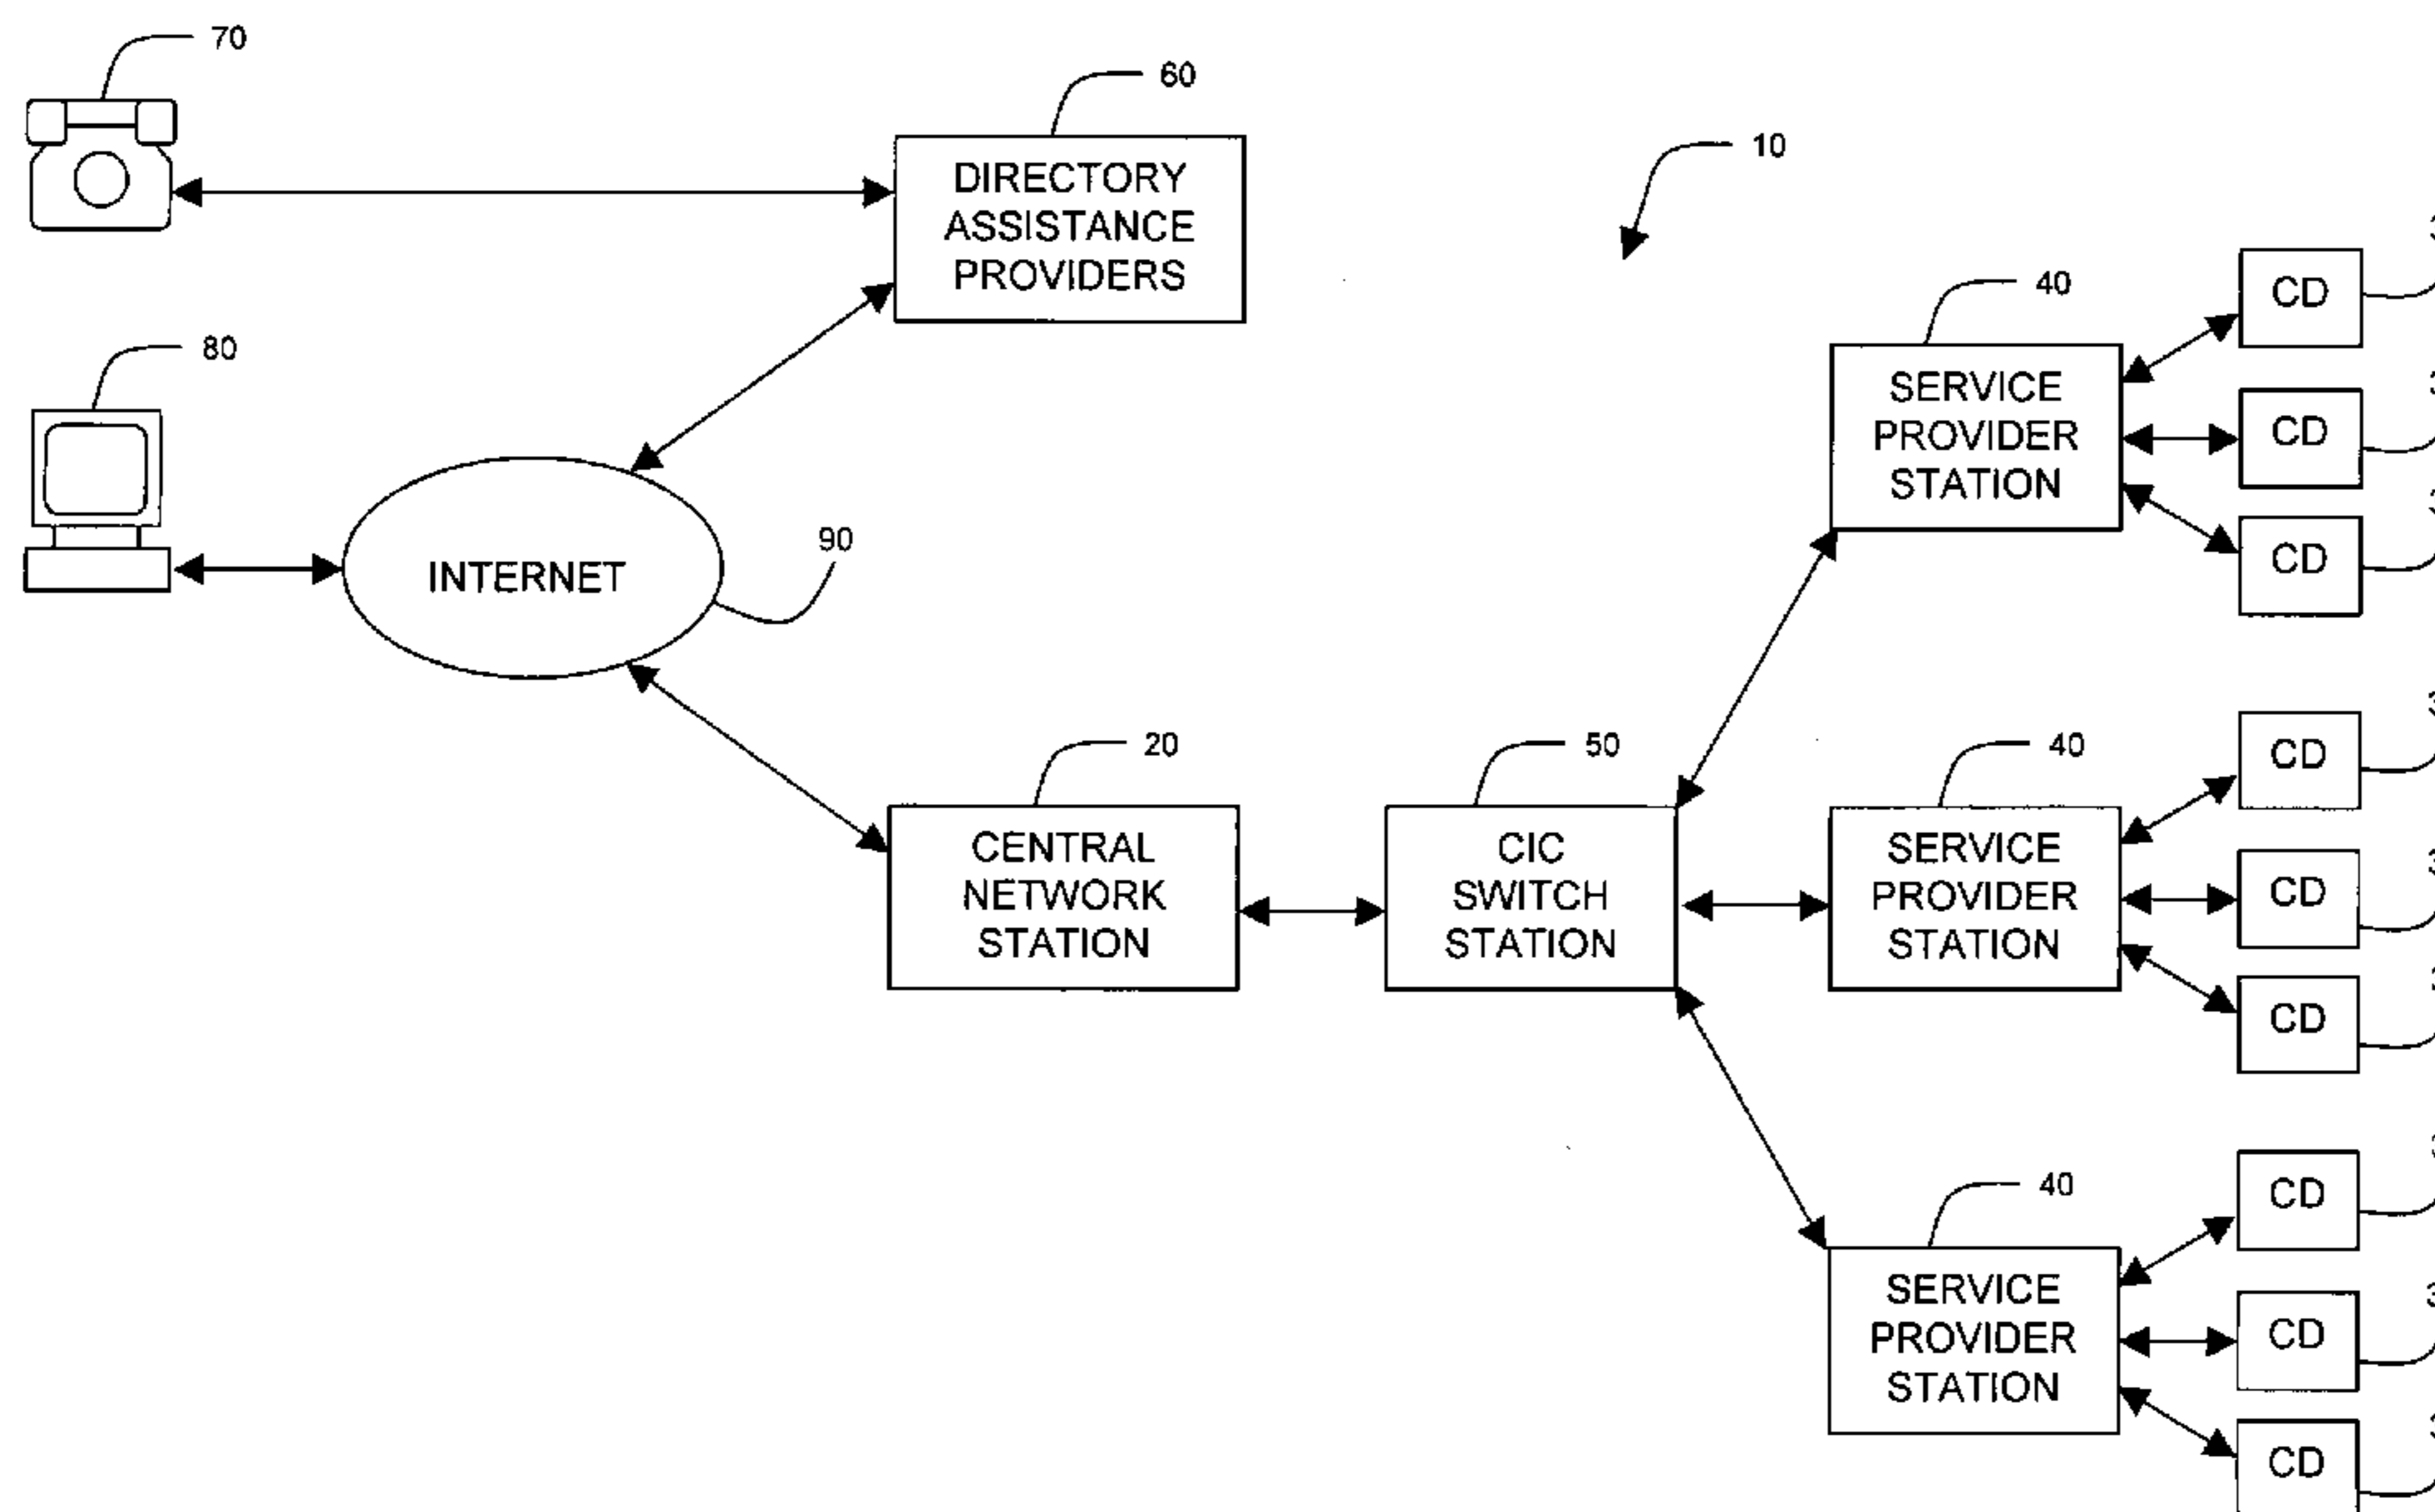 70
60
DIRECTORY
ASSISTANCE
PROVIDERS
10
80
INTERNET
90
20
CENTRAL
NETWORK
STATION
50
CIC
SWITCH
STATION
40
SERVICE
PROVIDER
STATION
CD
CD
CD
40
SERVICE
PROVIDER
STATION
CD
CD
CD
40
SERVICE
PROVIDER
STATION
CD
CD
CD